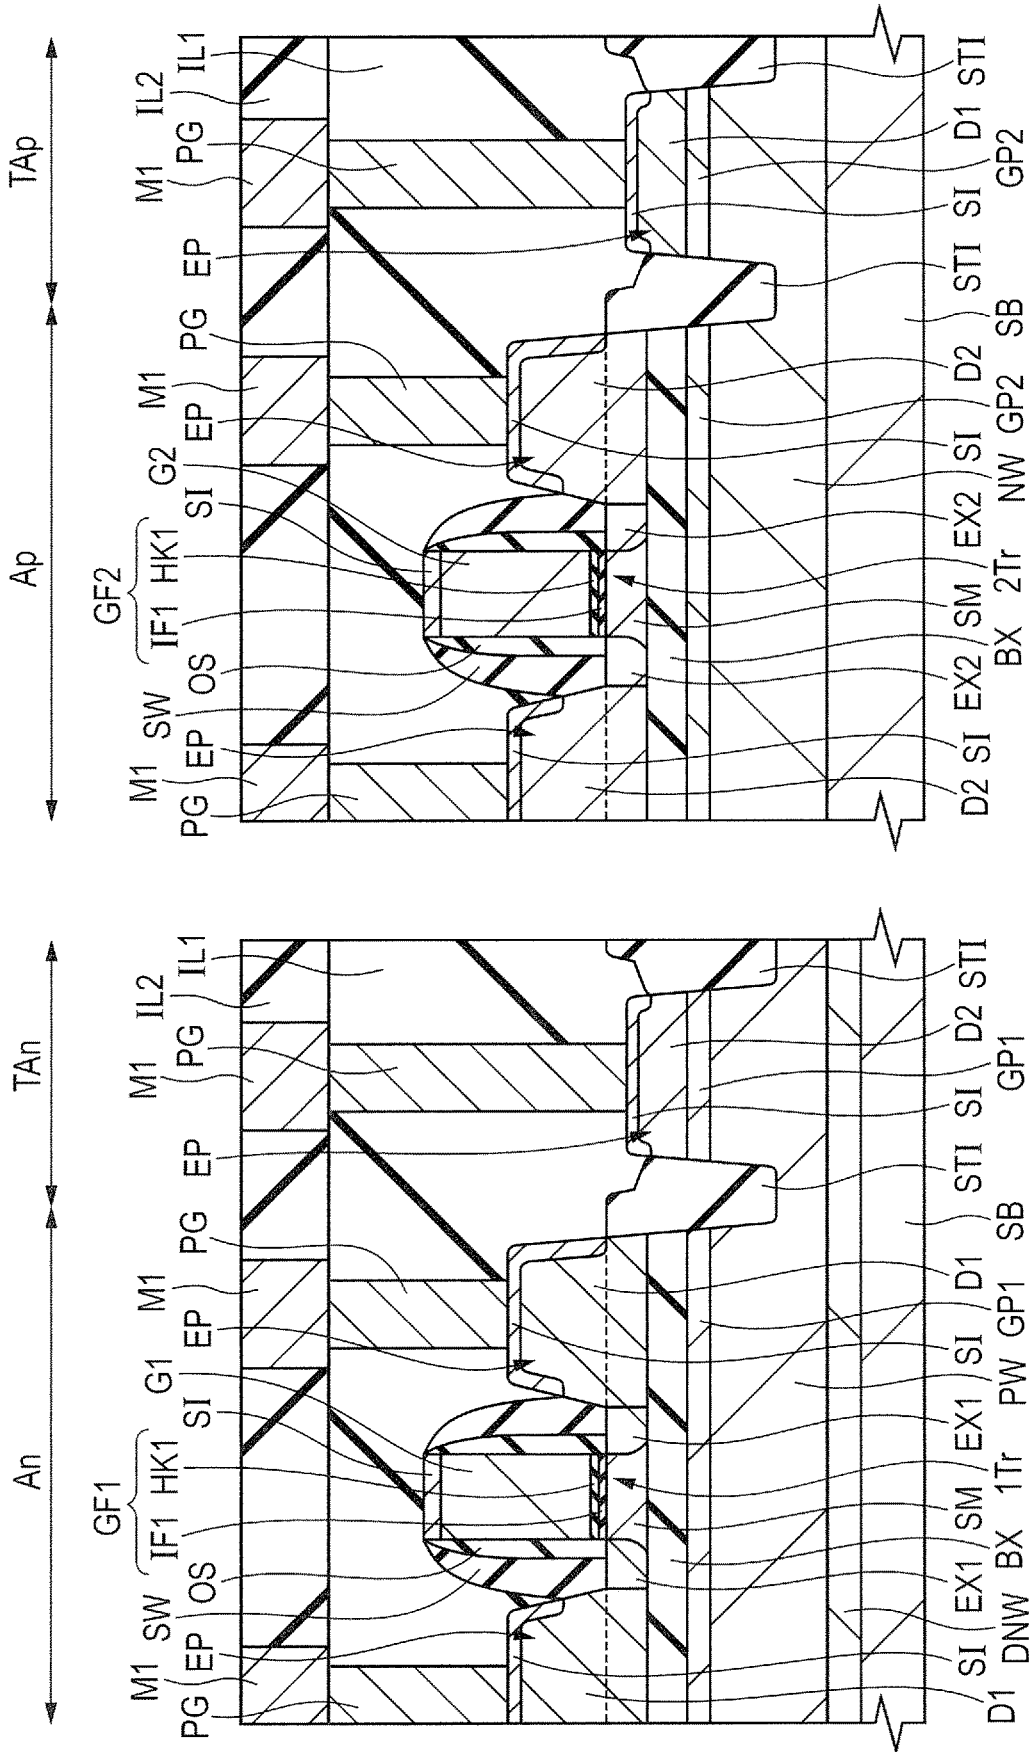 An TAn Ap TAp
GF1 GF2
M1 SW IF1 HK1 G1 M1 M1 IL2 M1 SW IF1 HK1 G2 M1 M1 IL2
PG EP OS SI EP PG EP PG IL1 PG EP OS SI EP PG EP PG IL1
SI EX1 SM EX1 SI D1 STI SI D2 STI D2 SI EX2 SM EX2 SI D2 STI SI D1 STI
D1 DNW BX 1Tr PW GP1 SB GP1 BX 2Tr NW GP2 SB GP2